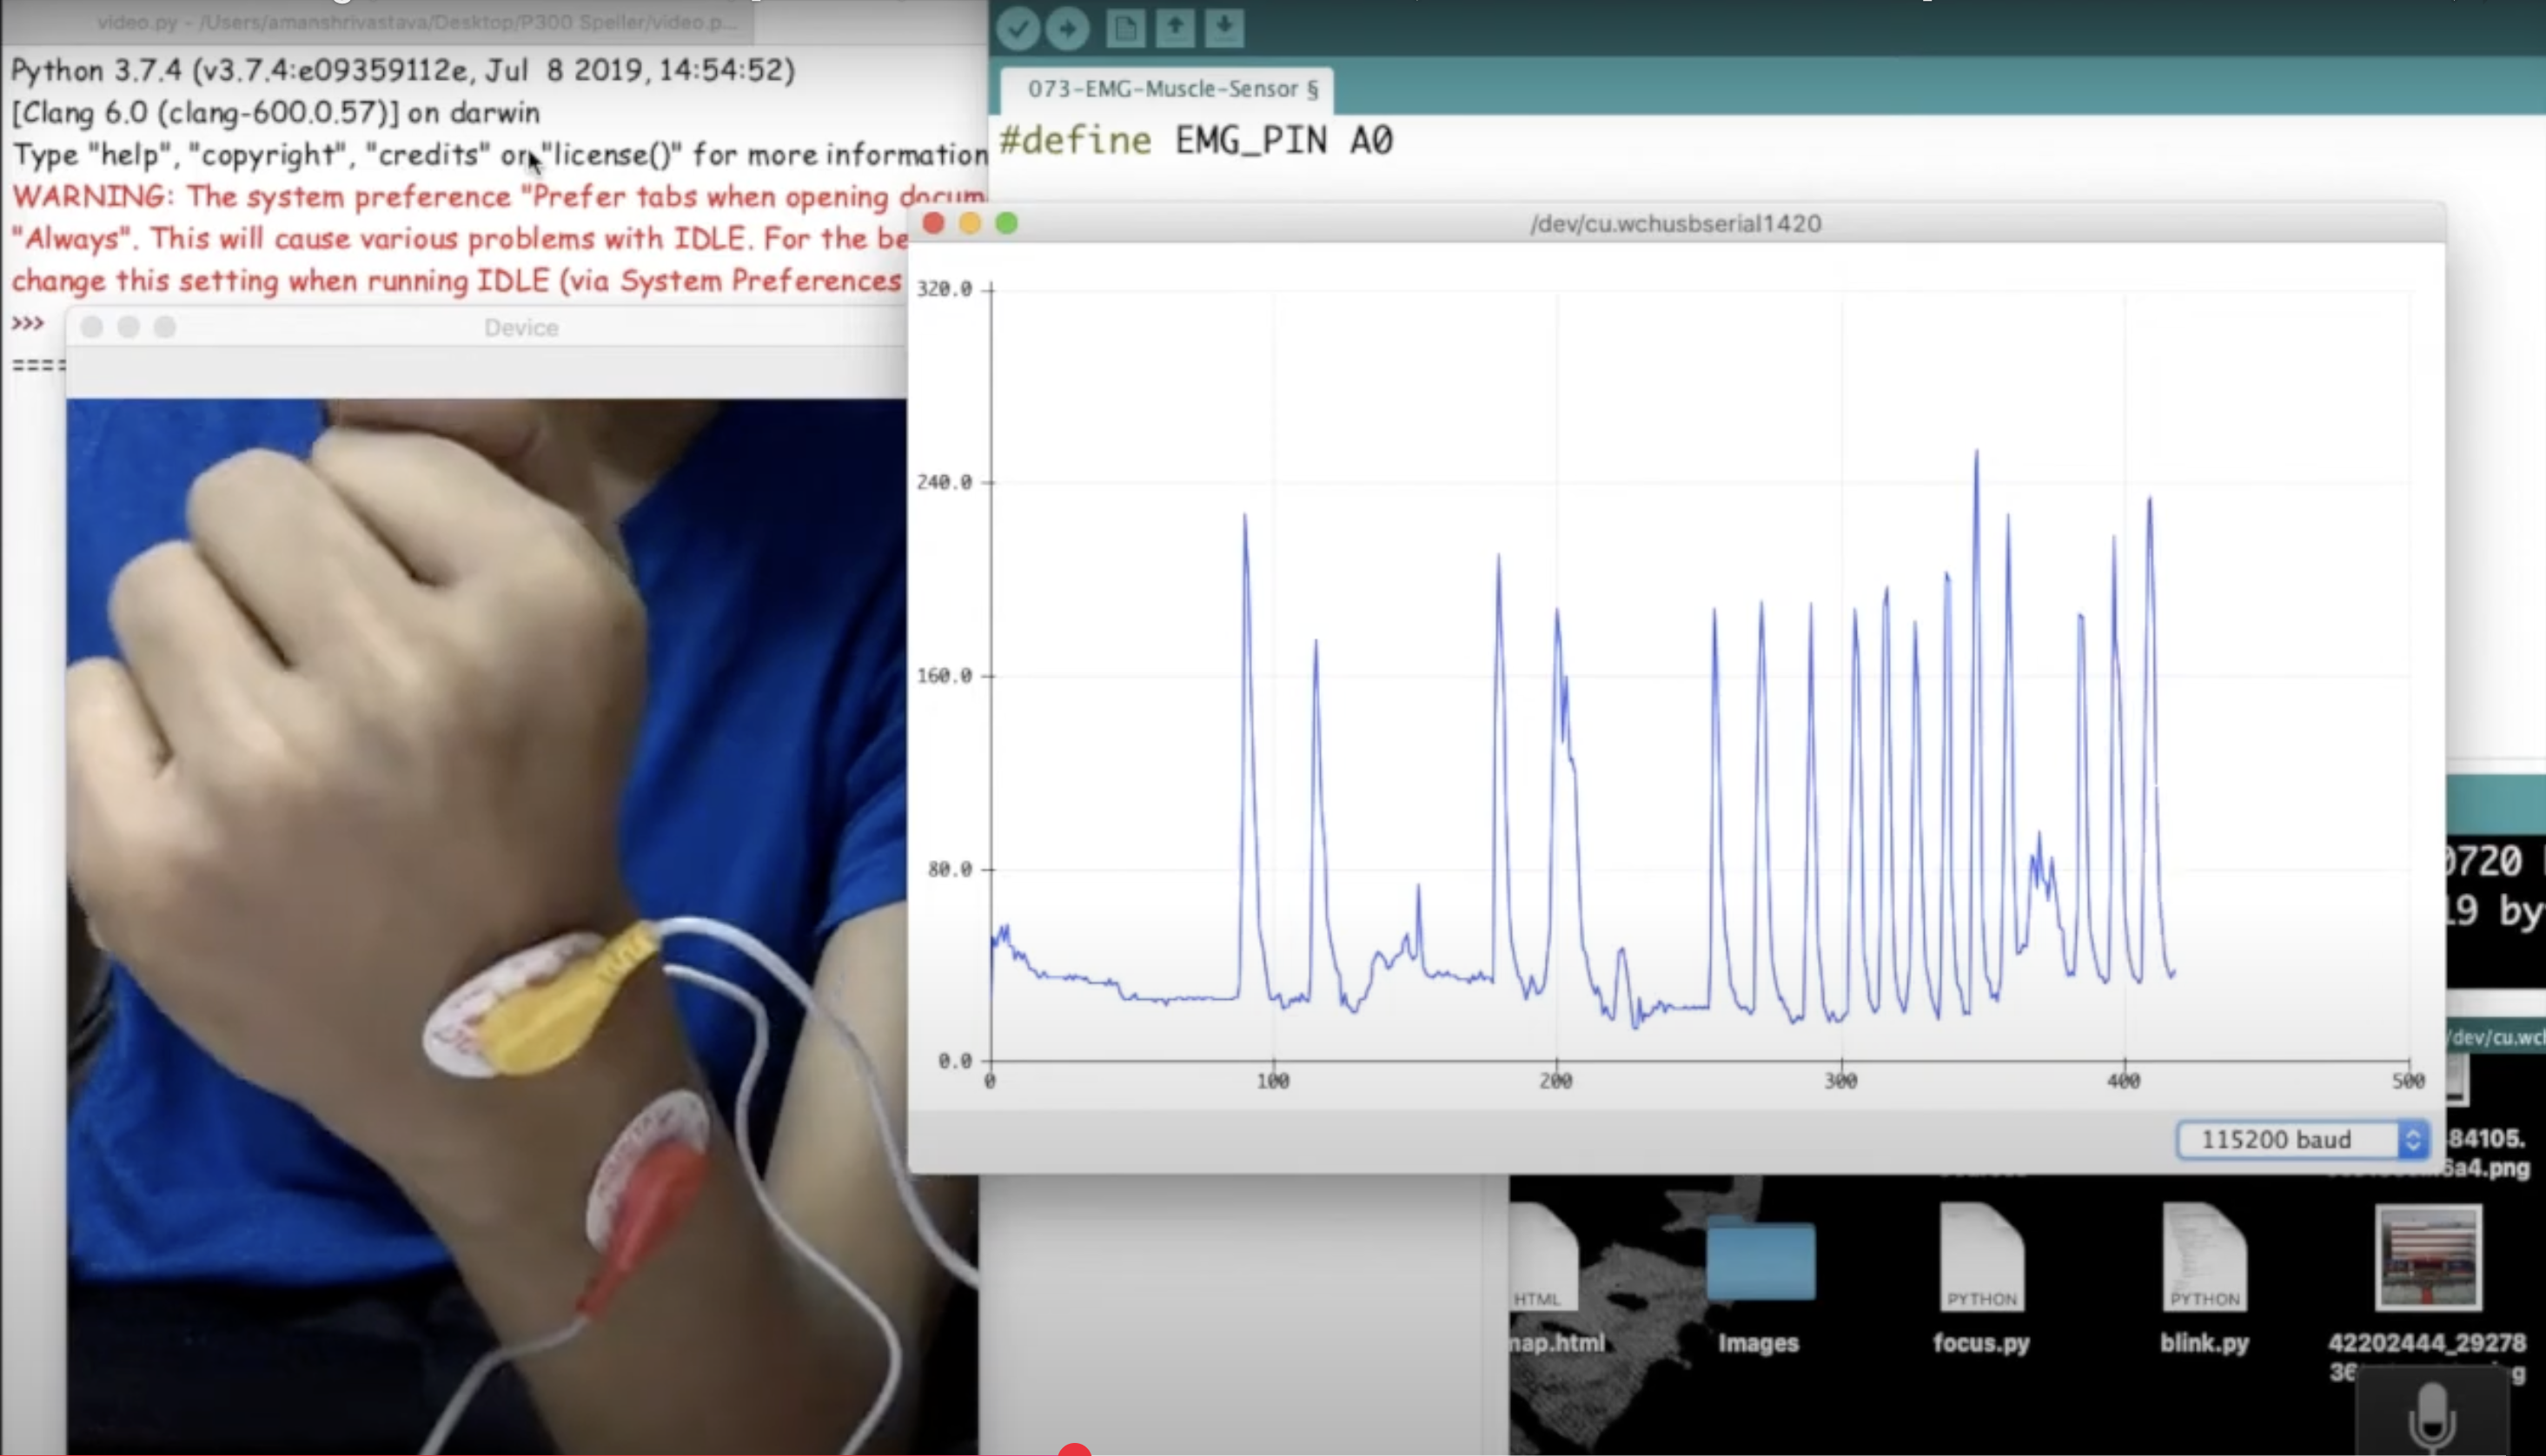 video.py - /Users/amanshrivastava/Desktop/P300 Speller/video.p...
Python 3.7.4 (v3.7.4:e09359112e, Jul  8 2019, 14:54:52)
[Clang 6.0 (clang-600.0.57)] on darwin
Type "help", "copyright", "credits" or "license()" for more information
WARNING: The system preference "Prefer tabs when opening docum
"Always". This will cause various problems with IDLE. For the be
change this setting when running IDLE (via System Preferences
>>>
====
Device
073-EMG-Muscle-Sensor §
#define EMG_PIN A0
/dev/cu.wchusbserial1420
320.0
240.0
160.0
80.0
0.0
0 100 200 300 400 500
115200 baud
0720
19 by
/dev/cu.wch
84105.
6a4.png
HTML
map.html
Images
PYTHON
focus.py
PYTHON
blink.py
42202444_29278
36
g